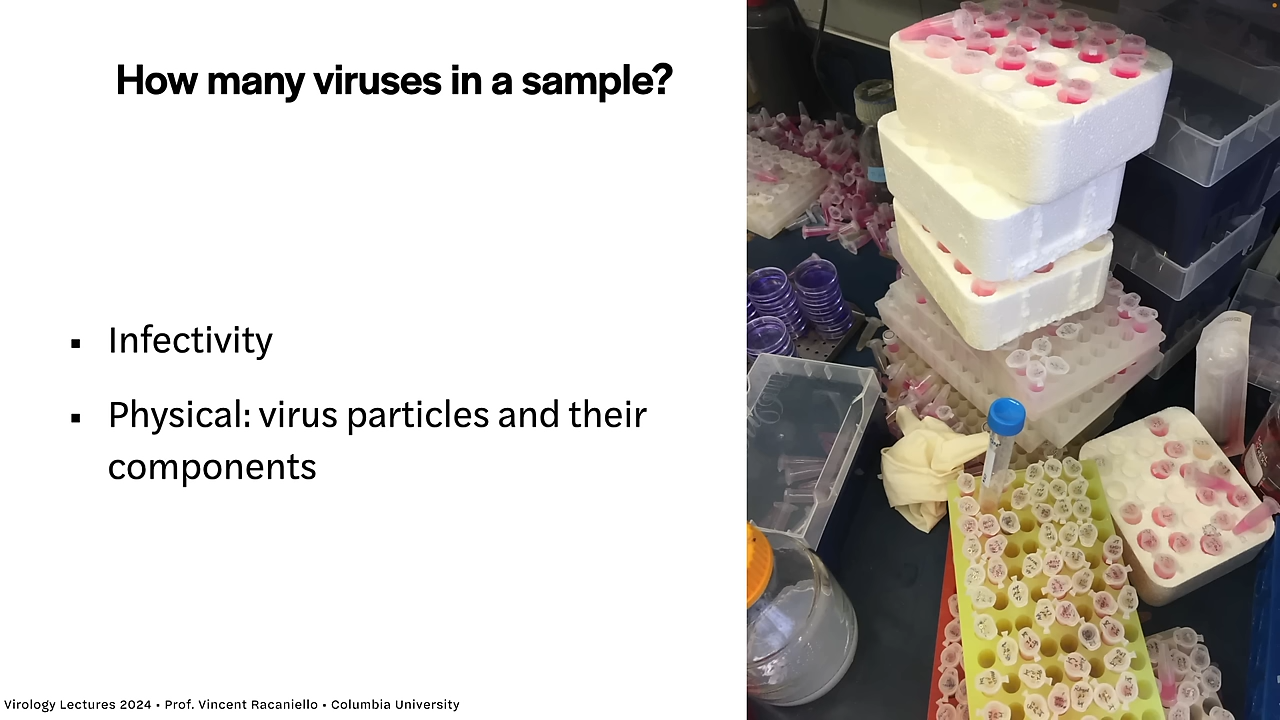 How many viruses in a sample?
▪ Infectivity
▪ Physical: virus particles and their
components
Virology Lectures 2024 • Prof. Vincent Racaniello • Columbia University